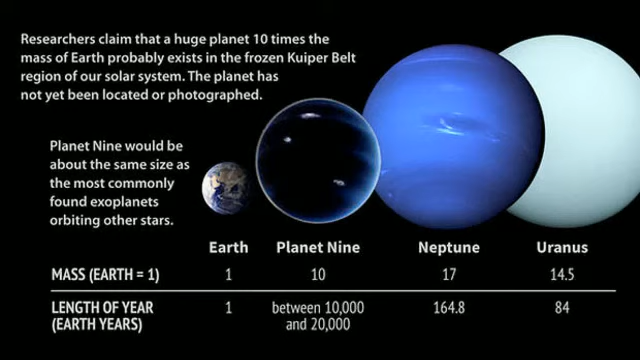 Researchers claim that a huge planet 10 times the
mass of Earth probably exists in the frozen Kuiper Belt
region of our solar system. The planet has
not yet been located or photographed.
Planet Nine would be
about the same size as
the most commonly
found exoplanets
orbiting other stars.
Earth Planet Nine Neptune Uranus
MASS (EARTH = 1) 1 10 17 14.5
LENGTH OF YEAR 1 between 10,000 164.8 84
(EARTH YEARS) and 20,000